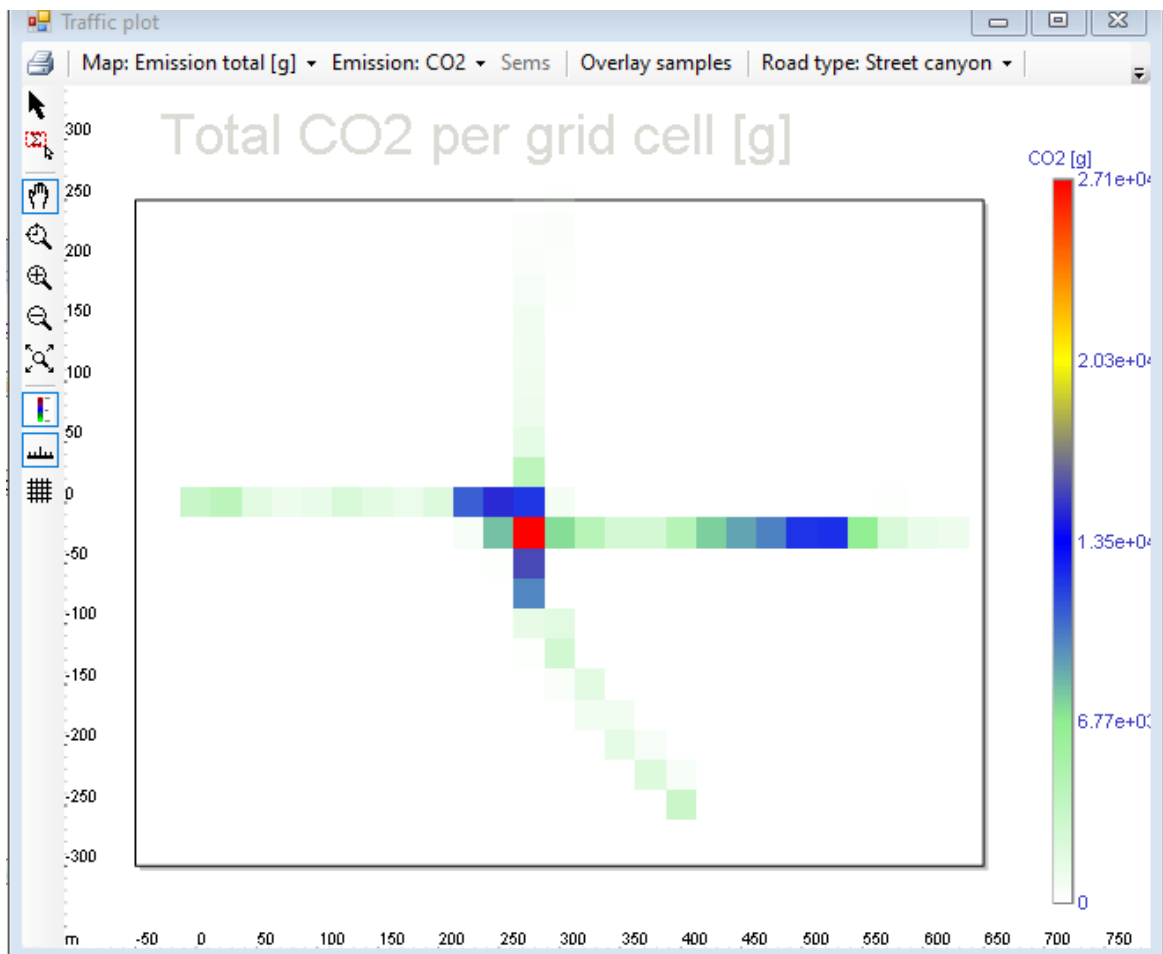 Traffic plot
Map: Emission total [g] Emission: CO2 Sems Overlay samples Road type: Street canyon
Total CO2 per grid cell [g]
CO2 [g]
2.71e+04
2.03e+04
1.35e+04
6.77e+03
0
300
250
200
150
100
50
0
-50
-100
-150
-200
-250
-300
m -50 0 50 100 150 200 250 300 350 400 450 500 550 600 650 700 750